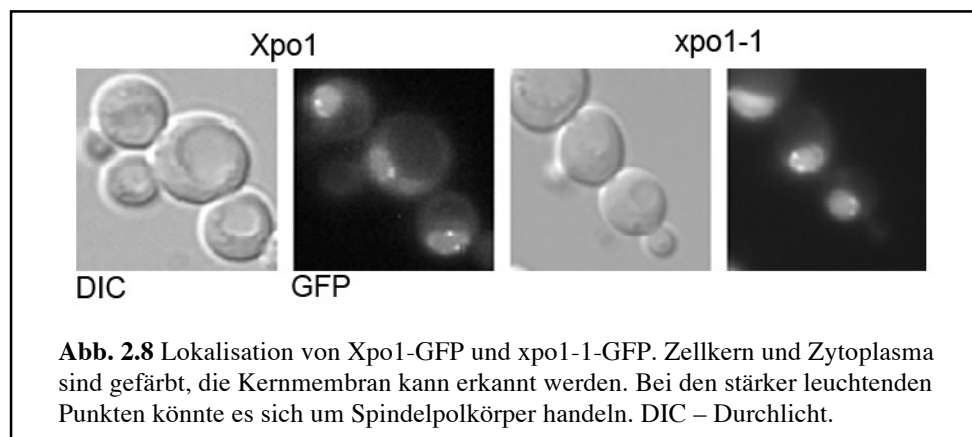 Xpo1 xpo1-1
DIC GFP
Abb. 2.8 Lokalisation von Xpo1-GFP und xpo1-1-GFP. Zellkern und Zytoplasma
sind gefärbt, die Kernmembran kann erkannt werden. Bei den stärker leuchtenden
Punkten könnte es sich um Spindelpolkörper handeln. DIC – Durchlicht.